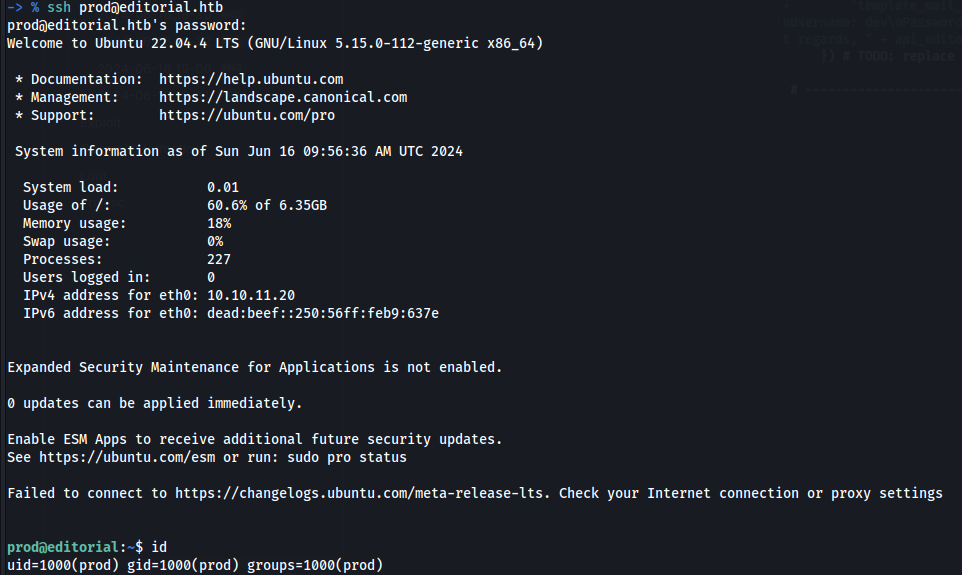 -> % ssh prod@editorial.htb
prod@editorial.htb's password:
Welcome to Ubuntu 22.04.4 LTS (GNU/Linux 5.15.0-112-generic x86_64)
* Documentation: https://help.ubuntu.com
* Management: https://landscape.canonical.com
* Support: https://ubuntu.com/pro
System information as of Sun Jun 16 09:56:36 AM UTC 2024
System load: 0.01
Usage of /: 60.6% of 6.35GB
Memory usage: 18%
Swap usage: 0%
Processes: 227
Users logged in: 0
IPv4 address for eth0: 10.10.11.20
IPv6 address for eth0: dead:beef::250:56ff:feb9:637e
Expanded Security Maintenance for Applications is not enabled.
0 updates can be applied immediately.
Enable ESM Apps to receive additional future security updates.
See https://ubuntu.com/esm or run: sudo pro status
Failed to connect to https://changelogs.ubuntu.com/meta-release-lts. Check your Internet connection or proxy settings
prod@editorial:~$ id
uid=1000(prod) gid=1000(prod) groups=1000(prod)
}) # TODO: replace